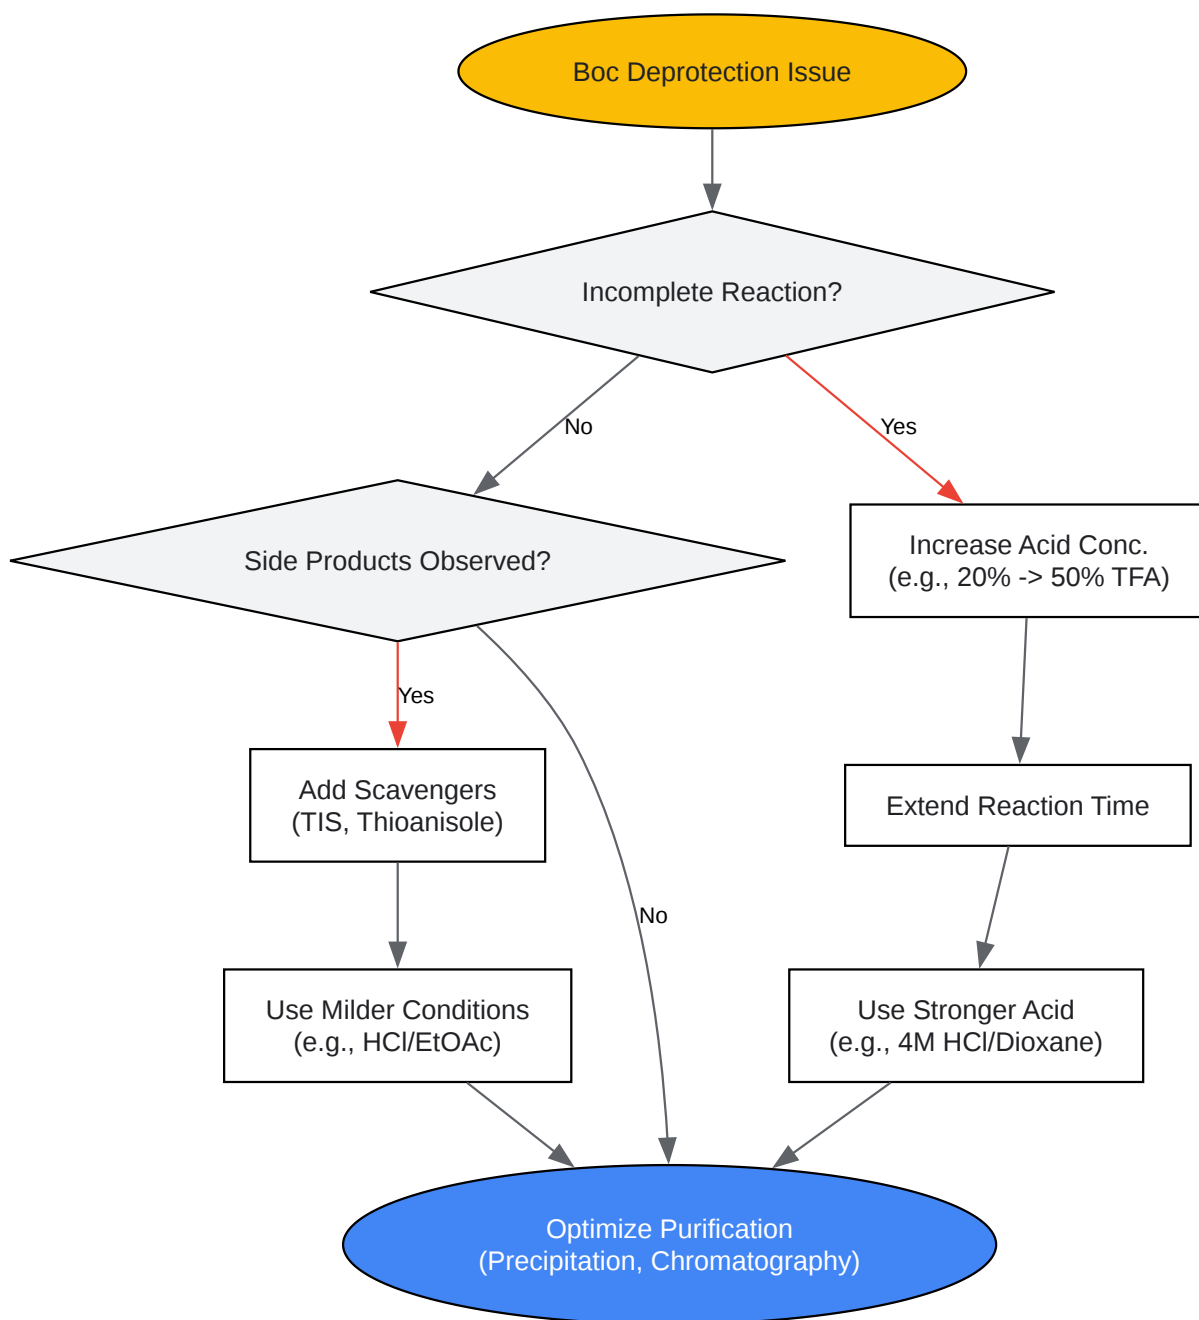 Boc Deprotection Issue
Incomplete Reaction?
No
Yes
Side Products Observed?
Increase Acid Conc.
(e.g., 20% -> 50% TFA)
Yes
Add Scavengers
(TIS, Thioanisole)
Extend Reaction Time
No
Use Milder Conditions
(e.g., HCl/EtOAc)
Use Stronger Acid
(e.g., 4M HCl/Dioxane)
Optimize Purification
(Precipitation, Chromatography)